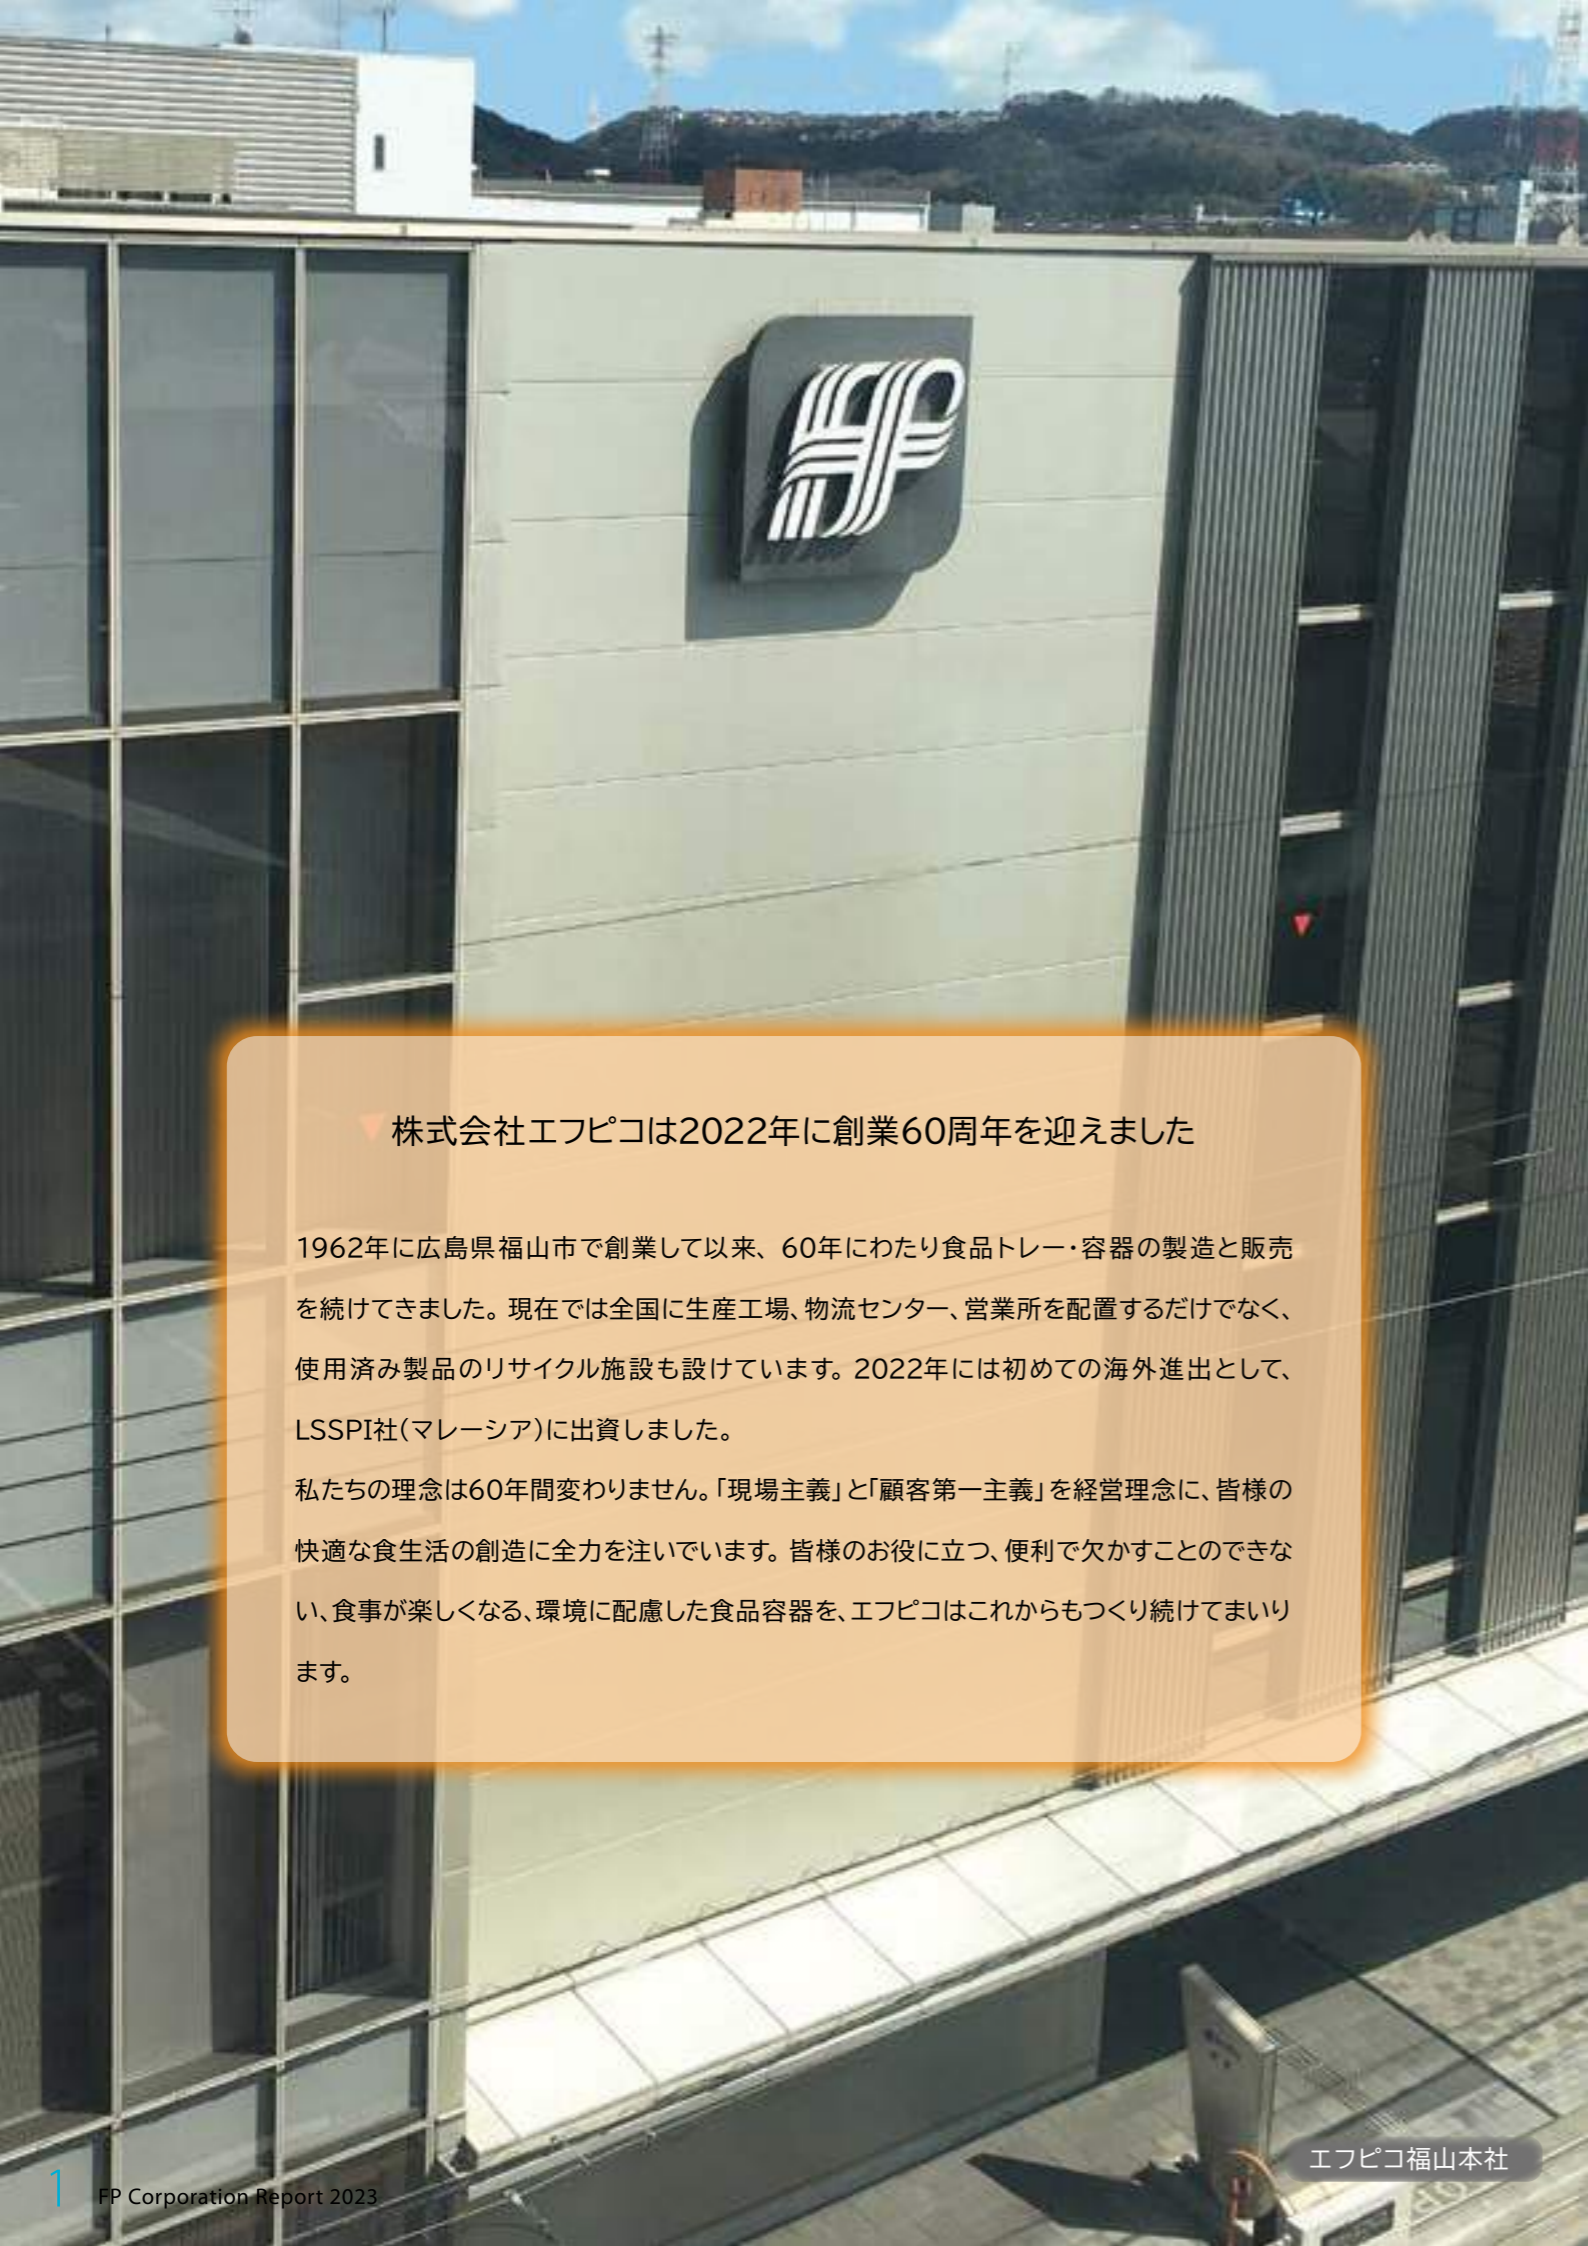 株式会社エフピコは2022年に創業60周年を迎えました
1962年に広島県福山市で創業して以来、60年にわたり食品トレー・容器の製造と販売
を続けてきました。現在では全国に生産工場、物流センター、営業所を配置するだけでなく、
使用済み製品のリサイクル施設も設けています。2022年には初めての海外進出として、
LSSPI社(マレーシア)に出資しました。
私たちの理念は60年間変わりません。「現場主義」と「顧客第一主義」を経営理念に、皆様の
快適な食生活の創造に全力を注いでいます。皆様のお役に立つ、便利で欠かすことのできな
い、食事が楽しくなる、環境に配慮した食品容器を、エフピコはこれからもつくり続けてまいり
ます。
エフピコ福山本社
1 FP Corporation Report 2023